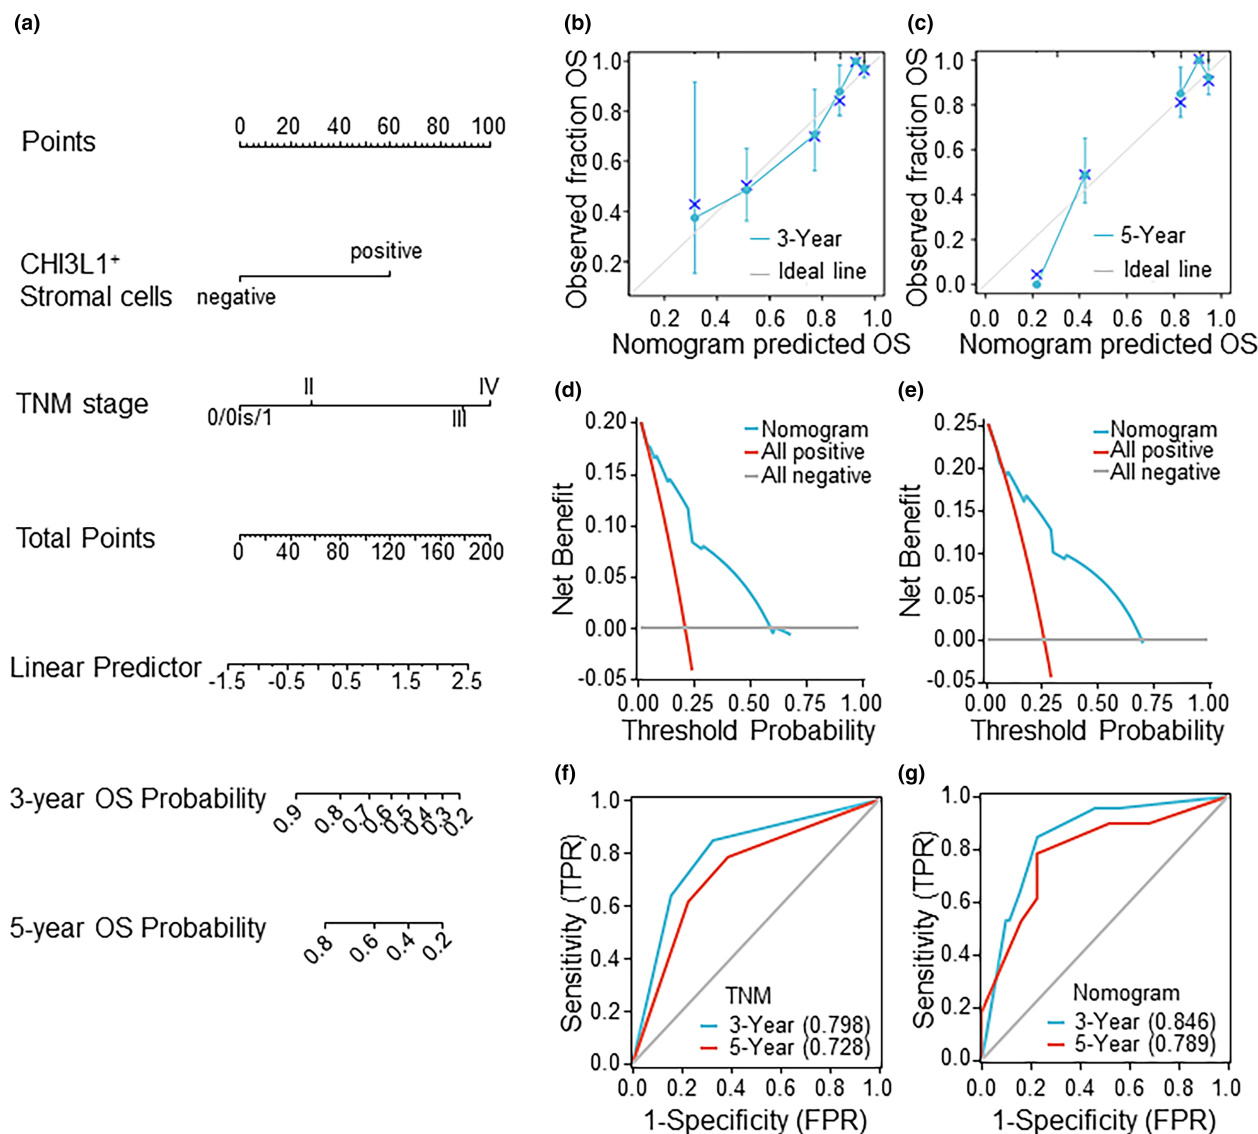 (a)
Points
0 20 40 60 80 100
CHI3L1+
Stromal cells
positive
negative
TNM stage
II IV
0/0is/1 III
Total Points
0 40 80 120 160 200
Linear Predictor
-1.5 -0.5 0.5 1.5 2.5
3-year OS Probability
0.9 0.8 0.7 0.6 0.5 0.4 0.3 0.2
5-year OS Probability
0.8 0.6 0.4 0.2
(b)
Observed fraction OS
1.0
0.8
0.6
0.4
0.2
3-Year
Ideal line
0.2 0.4 0.6 0.8 1.0
Nomogram predicted OS
(c)
Observed fraction OS
1.0
0.8
0.6
0.4
0.2
0.0
5-Year
Ideal line
0.0 0.2 0.4 0.6 0.8 1.0
Nomogram predicted OS
(d)
Net Benefit
0.20
0.15
0.10
0.05
0.00
-0.05
Nomogram
All positive
All negative
0.00 0.25 0.50 0.75 1.00
Threshold Probability
(e)
Net Benefit
0.25
0.20
0.15
0.10
0.05
0.00
-0.05
Nomogram
All positive
All negative
0.00 0.25 0.50 0.75 1.00
Threshold Probability
(f)
Sensitivity (TPR)
1.0
0.8
0.6
0.4
0.2
0.0
TNM
3-Year (0.798)
5-Year (0.728)
0.0 0.2 0.4 0.6 0.8 1.0
1-Specificity (FPR)
(g)
Sensitivity (TPR)
1.0
0.8
0.6
0.4
0.2
0.0
Nomogram
3-Year (0.846)
5-Year (0.789)
0.0 0.2 0.4 0.6 0.8 1.0
1-Specificity (FPR)